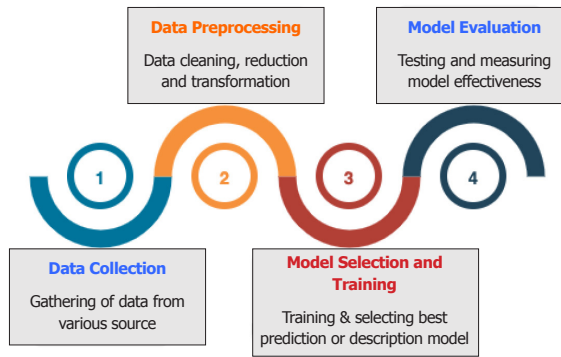 Data Preprocessing
Data cleaning, reduction
and transformation
Model Evaluation
Testing and measuring
model effectiveness
1
2
3
4
Data Collection
Gathering of data from
various source
Model Selection and
Training
Training & selecting best
prediction or description model